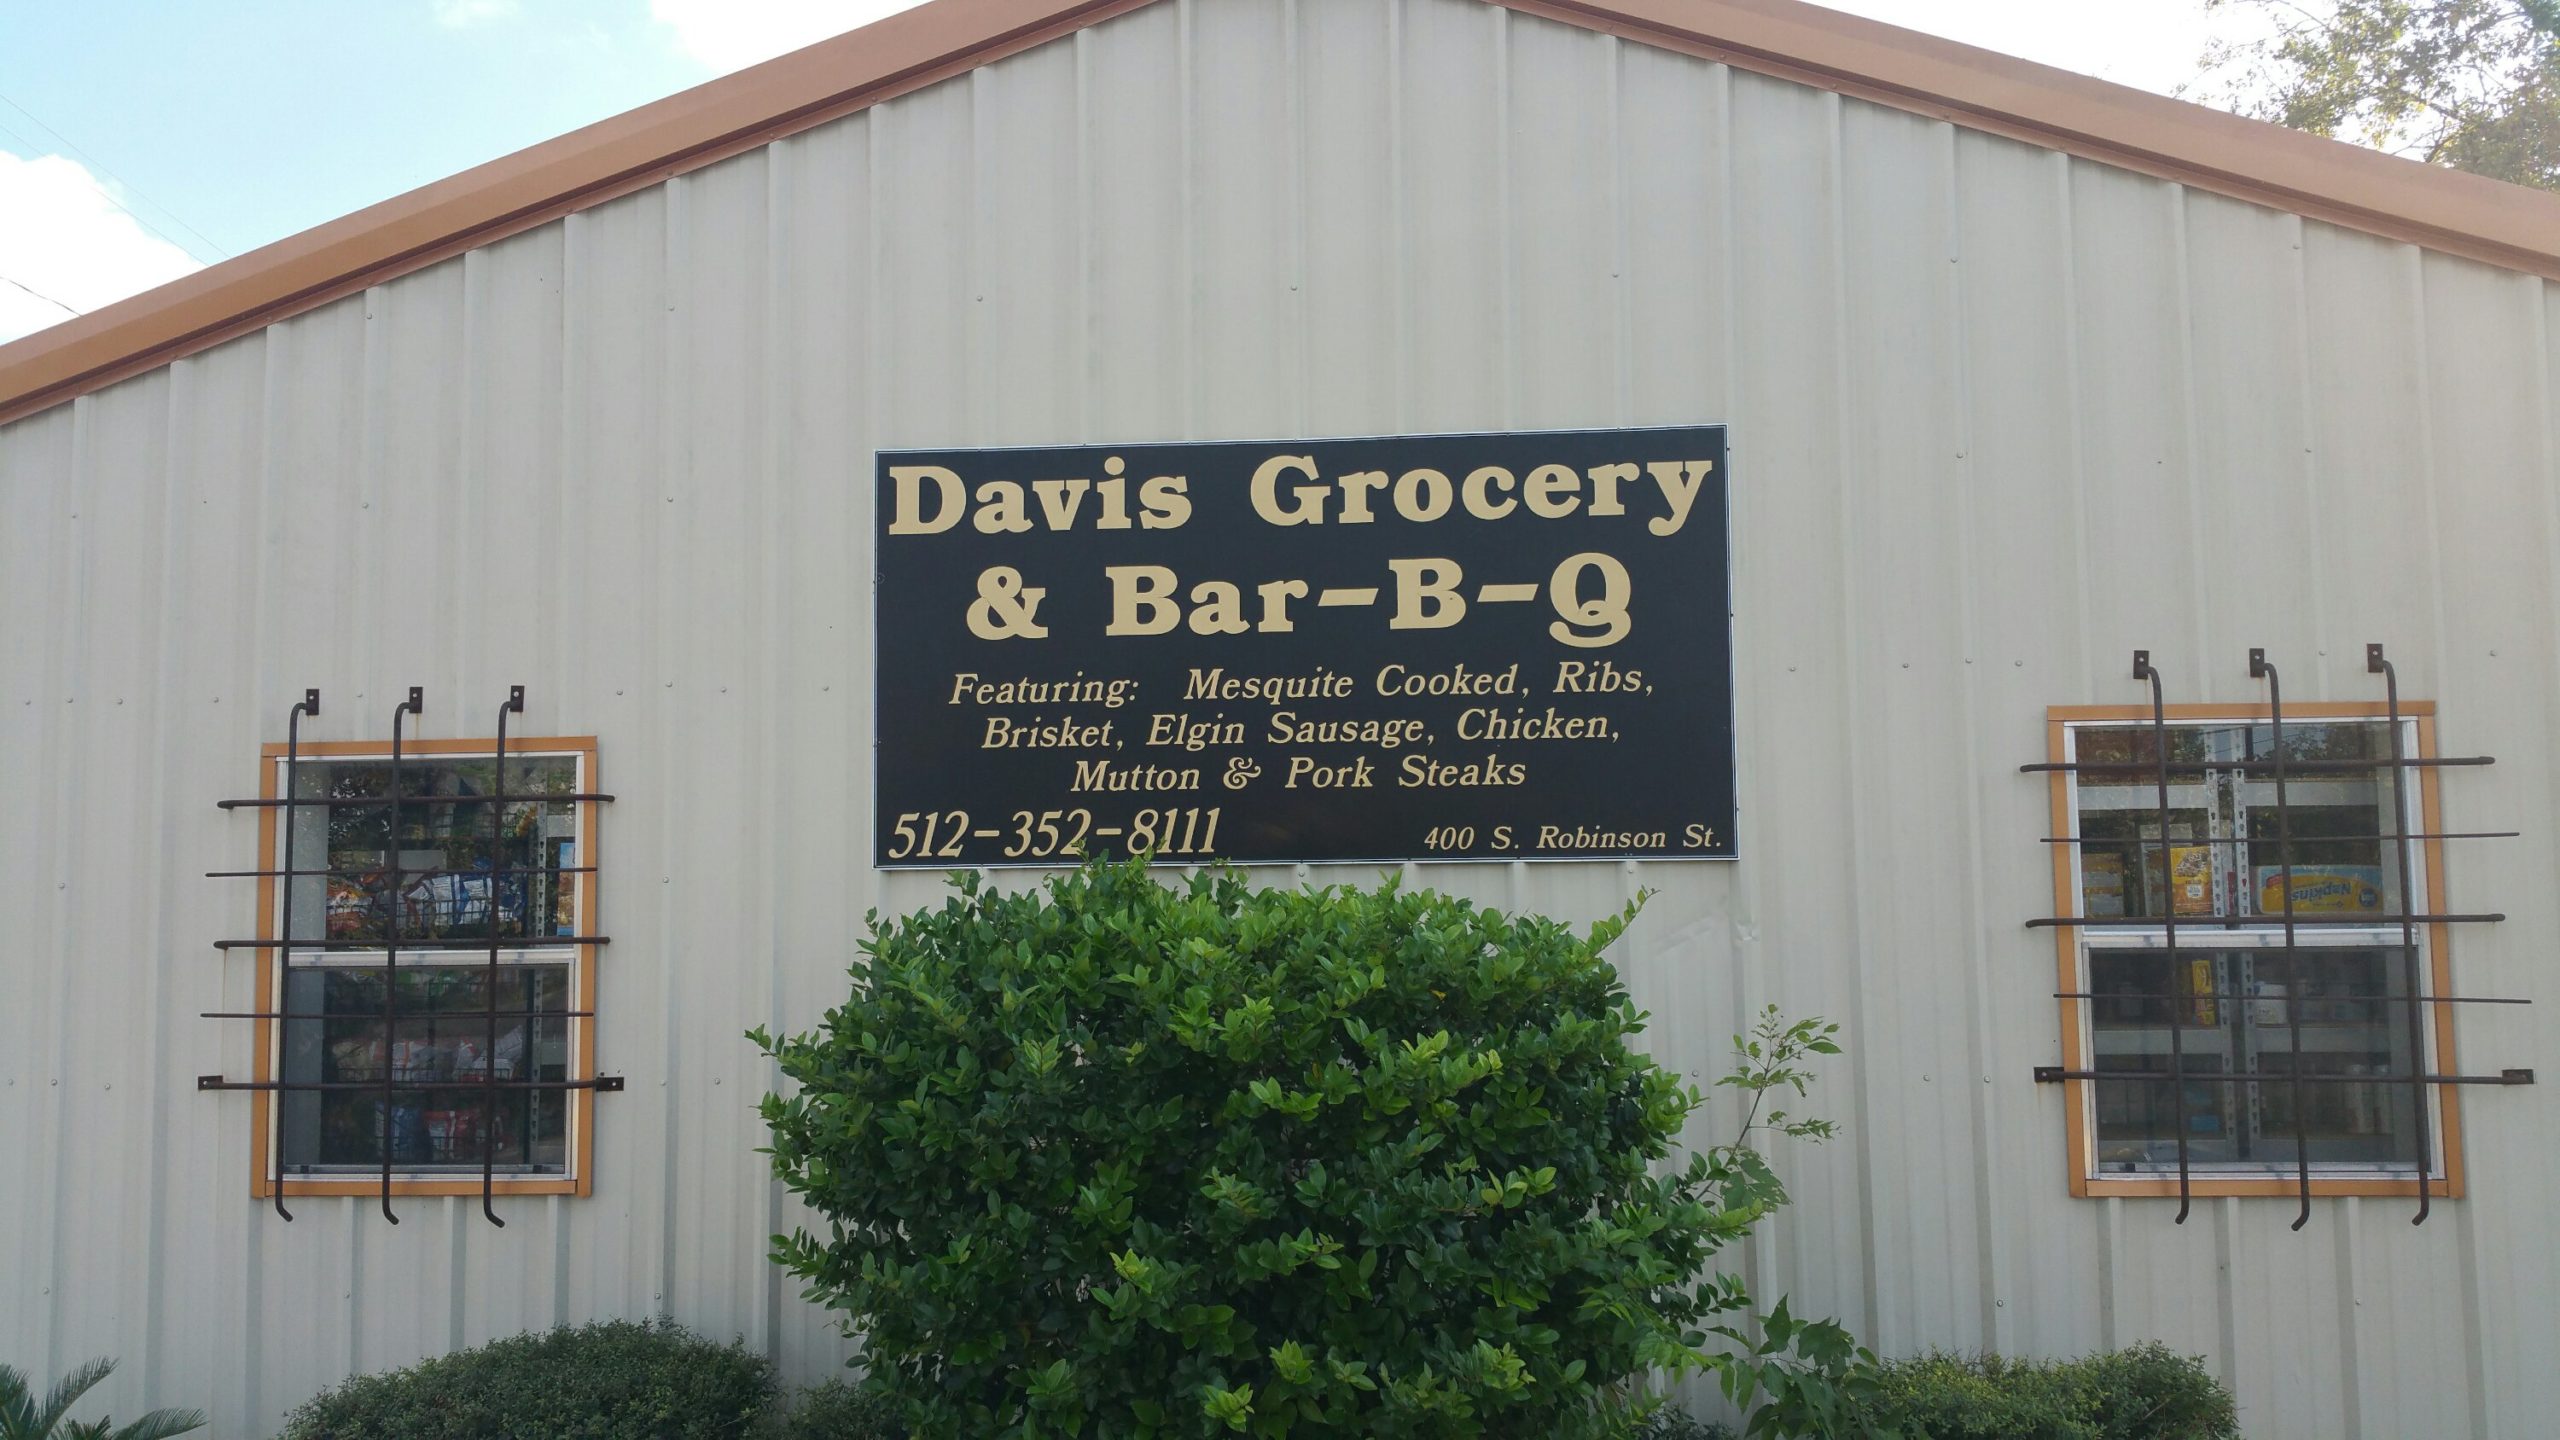 Davis Grocery
& Bar-B-Q
Featuring: Mesquite Cooked, Ribs,
Brisket, Elgin Sausage, Chicken,
Mutton & Pork Steaks
512-352-8111 400 S. Robinson St.
Napkins